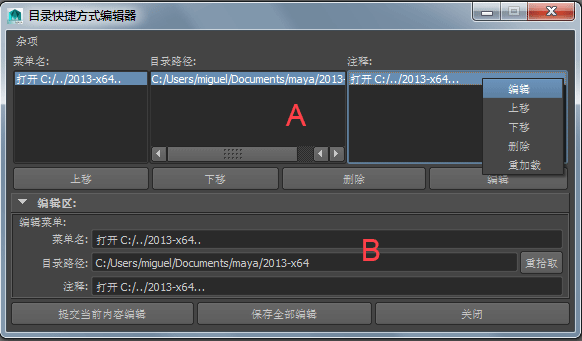 目录快捷方式编辑器
杂项
菜单名: 目录路径: 注释:
打开 C:/../2013-x64.. C:/Users/miguel/Documents/maya/2013- 打开 C:/../2013-x64...
编辑
上移
下移
删除
重加载
A
上移 下移 删除 编辑
编辑区:
编辑菜单:
菜单名: 打开 C:/../2013-x64..
目录路径: C:/Users/miguel/Documents/maya/2013-x64 重拾取
B
注释: 打开 C:/../2013-x64...
提交当前内容编辑 保存全部编辑 关闭